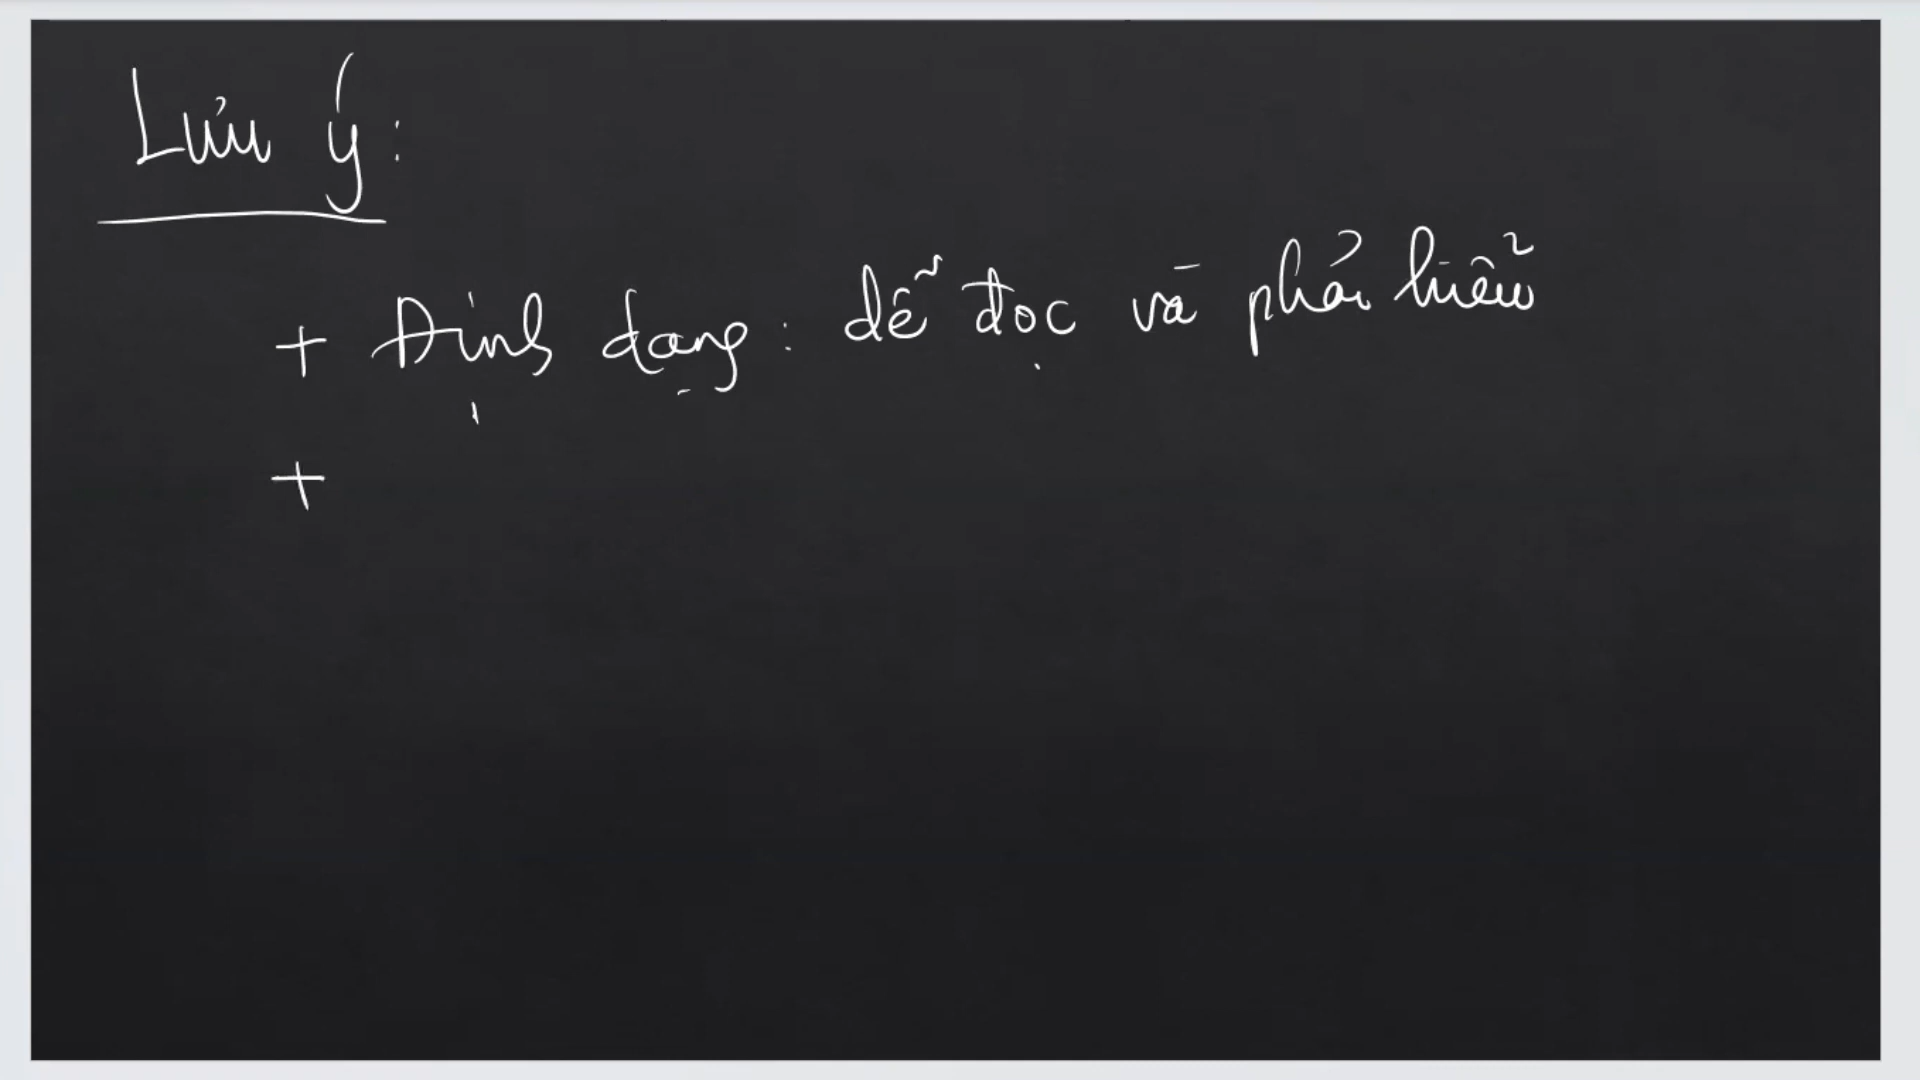 Lưu ý:
+ Định dạng: dễ đọc và phải hiểu
+